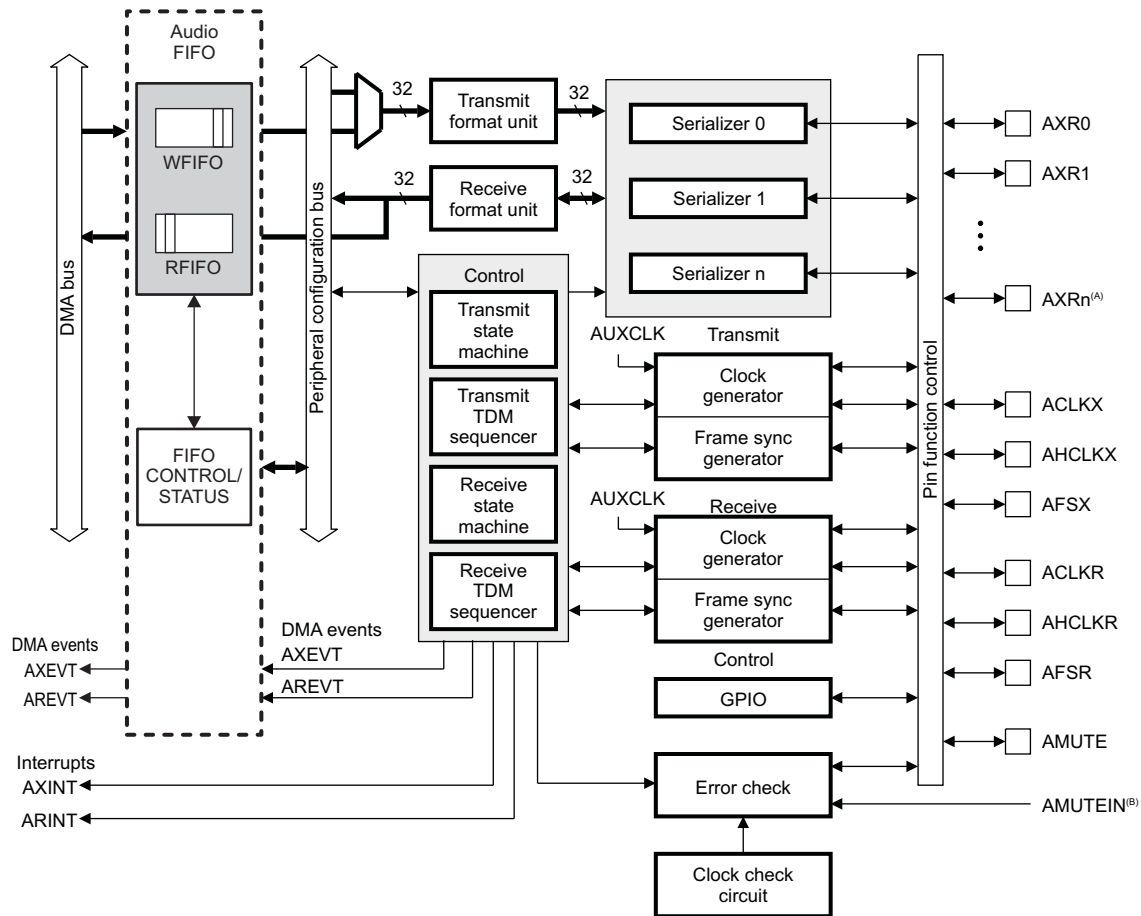 Audio
FIFO
WFIFO
RFIFO
DMA bus
FIFO
CONTROL/
STATUS
Peripheral configuration bus
32
Transmit
format unit
32
32
Receive
format unit
32
Serializer 0
Serializer 1
Serializer n
Control
Transmit
state
machine
Transmit
TDM
sequencer
Receive
state
machine
Receive
TDM
sequencer
Transmit
AUXCLK
Clock
generator
Frame sync
generator
Receive
AUXCLK
Clock
generator
Frame sync
generator
Control
GPIO
Error check
Clock check
circuit
Pin function control
AXR0
AXR1
AXRn(A)
ACLKX
AHCLKX
AFSX
ACLKR
AHCLKR
AFSR
AMUTE
AMUTEIN(B)
DMA events
AXEVT
AREVT
DMA events
AXEVT
AREVT
Interrupts
AXINT
ARINT